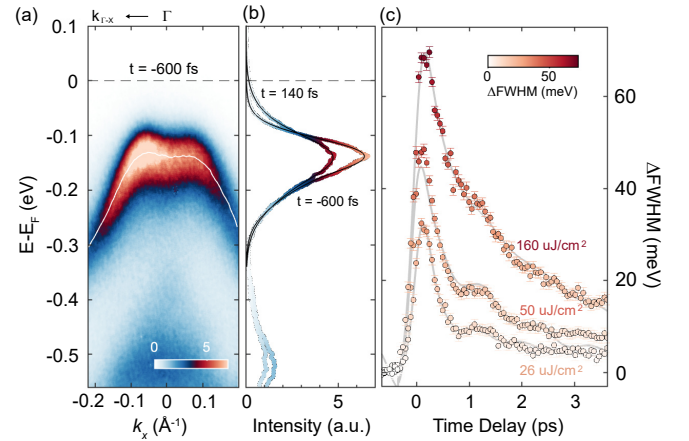 (a) k_Γ-X ← Γ
t = -600 fs
0.1
0
-0.1
-0.2
-0.3
-0.4
-0.5
E-E_F (eV)
0 5
-0.2 -0.1 0 0.1
k_x (Å⁻¹)
(b)
t = 140 fs
t = -600 fs
0 5
Intensity (a.u.)
(c)
0 50
ΔFWHM (meV)
160 uJ/cm²
50 uJ/cm²
26 uJ/cm²
60
40
20
0
ΔFWHM (meV)
0 1 2 3
Time Delay (ps)